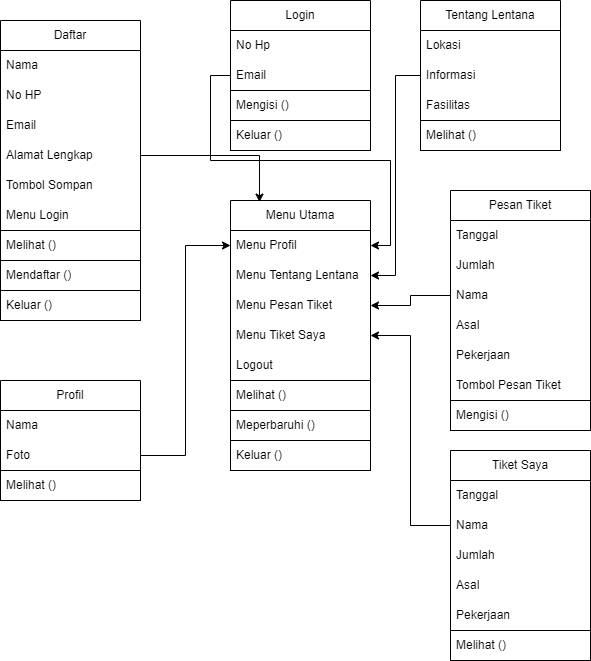 Daftar
Nama
No HP
Email
Alamat Lengkap
Tombol Sompan
Menu Login
Melihat ()
Mendaftar ()
Keluar ()
Login
No Hp
Email
Mengisi ()
Keluar ()
Tentang Lentana
Lokasi
Informasi
Fasilitas
Melihat ()
Menu Utama
Menu Profil
Menu Tentang Lentana
Menu Pesan Tiket
Menu Tiket Saya
Logout
Melihat ()
Meperbaruhi ()
Keluar ()
Pesan Tiket
Tanggal
Jumlah
Nama
Asal
Pekerjaan
Tombol Pesan Tiket
Mengisi ()
Profil
Nama
Foto
Melihat ()
Tiket Saya
Tanggal
Nama
Jumlah
Asal
Pekerjaan
Melihat ()